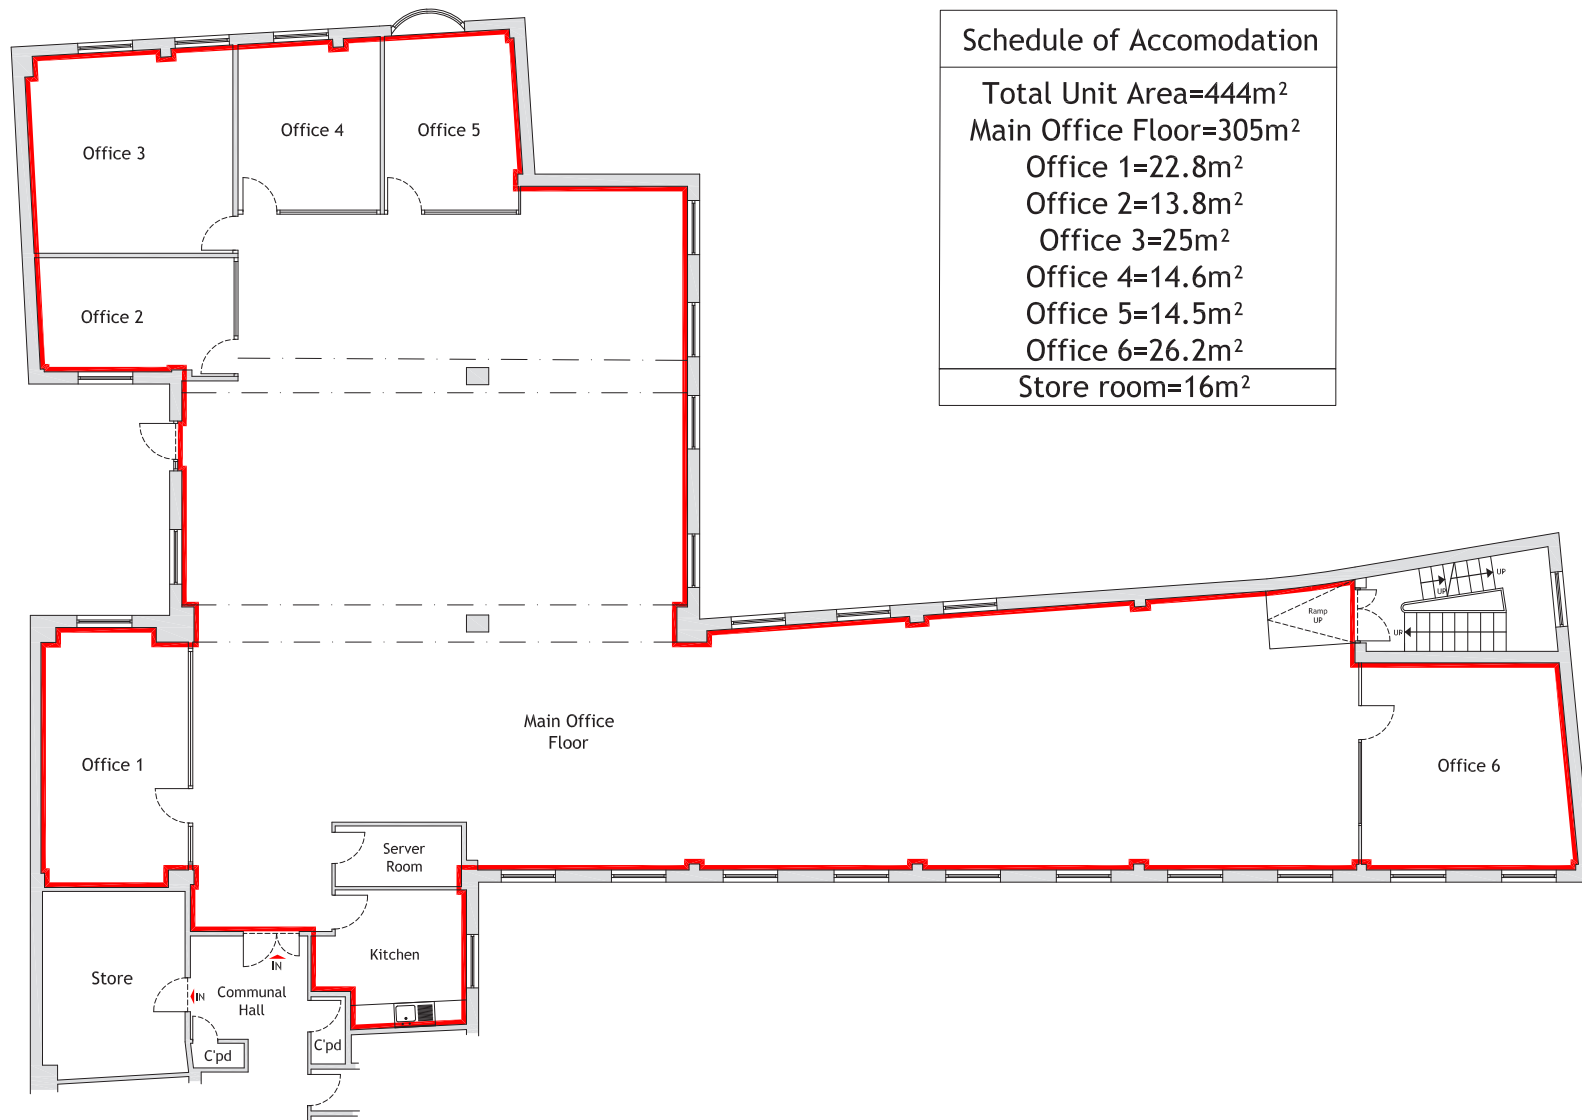 Schedule of Accomodation
Total Unit Area=444m²
Main Office Floor=305m²
Office 1=22.8m²
Office 2=13.8m²
Office 3=25m²
Office 4=14.6m²
Office 5=14.5m²
Office 6=26.2m²
Store room=16m²
Office 3
Office 4
Office 5
Office 2
Ramp
UP
UP
UP
UP
Main Office
Floor
Office 1
Office 6
Server
Room
Kitchen
IN
Store
IN
Communal
Hall
C'pd
C'pd